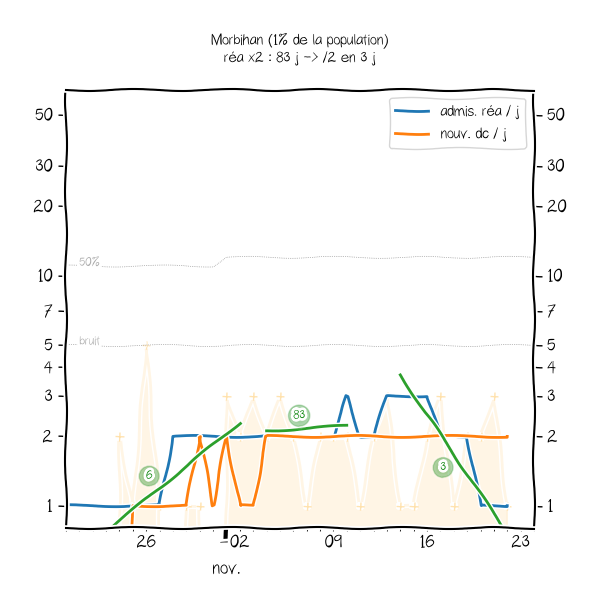 Morbihan (1% de la population)
réa x2 : 83 j -> /2 en 3 j
admis. réa / j
nouv. dc / j
50 50
30 30
20 20
50%
10 10
7 7
bruit
5 5
4 4
3 3
83
2 2
6 3
1 1
26 02 09 16 23
nov.